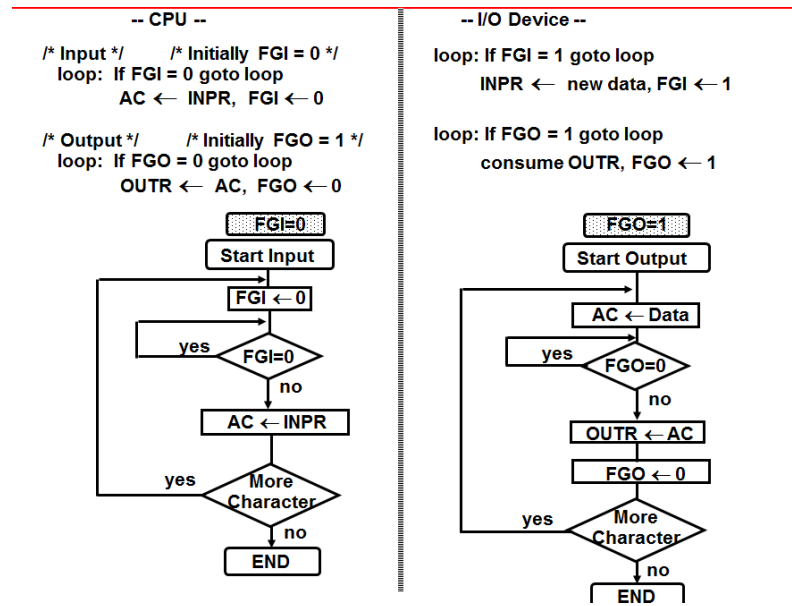 -- CPU --
/* Input */ /* Initially FGI = 0 */
loop: If FGI = 0 goto loop
AC ← INPR, FGI ← 0
/* Output */ /* Initially FGO = 1 */
loop: If FGO = 0 goto loop
OUTR ← AC, FGO ← 0
-- I/O Device --
loop: If FGI = 1 goto loop
INPR ← new data, FGI ← 1
loop: If FGO = 1 goto loop
consume OUTR, FGO ← 1
FGI=0
Start Input
FGI ← 0
yes
FGI=0
no
AC ← INPR
yes
More
Character
no
END
FGO=1
Start Output
AC ← Data
yes
FGO=0
no
OUTR ← AC
FGO ← 0
yes
More
Character
no
END